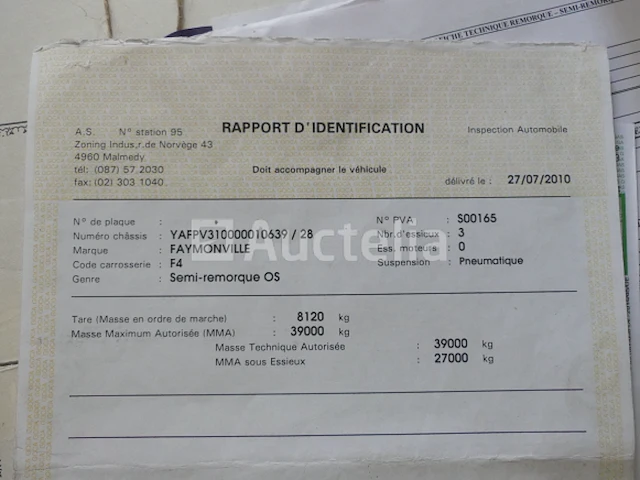 FICHE TECHNIQUE REMORQUE - SEMI-REMORQUE
A.S. N° station 95
RAPPORT D'IDENTIFICATION
Inspection Automobile
Zoning Indus,r.de Norvège 43
4960 Malmedy
tél: (087) 57.2030
fax: (02) 303 1040
Doit accompagner le véhicule
délivré le : 27/07/2010
N° de plaque :
N° PVA : S00165
Numéro châssis : YAFPV310000010639 / 28
Nbr.d'essieux : 3
Marque : FAYMONVILLE
Ess. moteurs : 0
Code carrosserie : F4
Suspension : Pneumatique
Genre : Semi-remorque OS
Auctelia
Tare (Masse en ordre de marche) : 8120 kg
Masse Maximum Autorisée (MMA) : 39000 kg
Masse Technique Autorisée : 39000 kg
MMA sous Essieux : 27000 kg